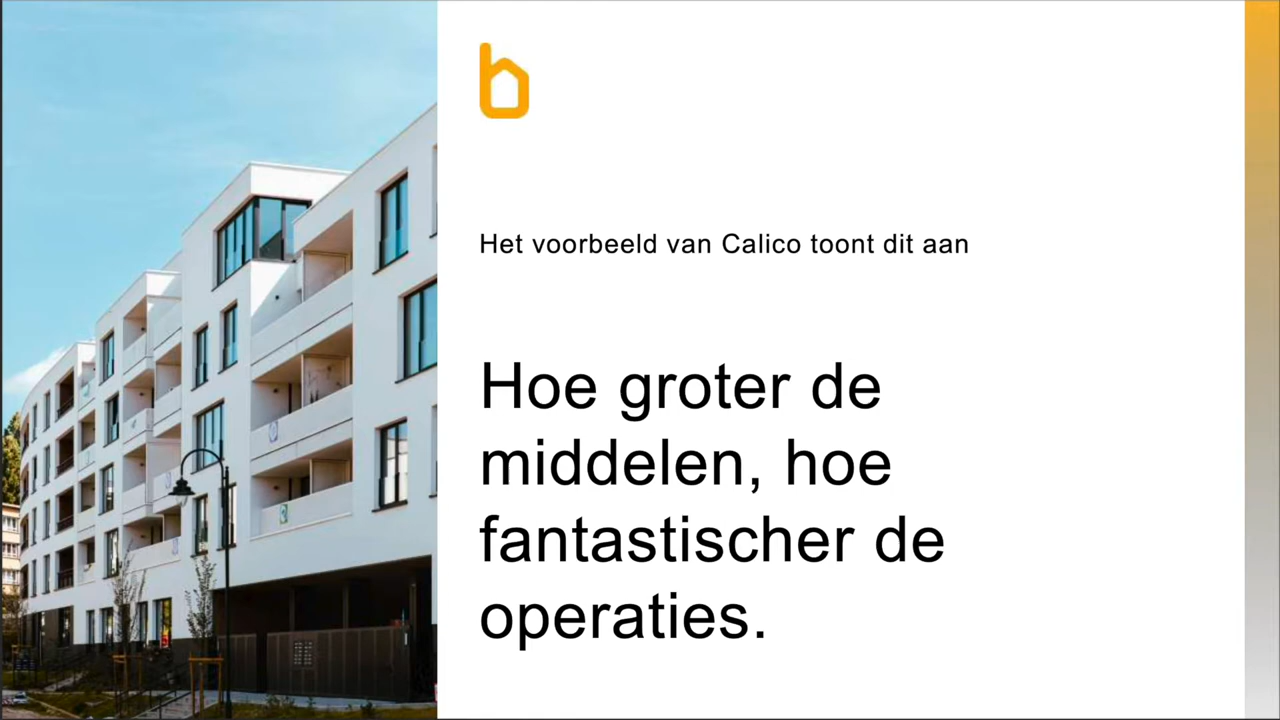 Het voorbeeld van Calico toont dit aan
Hoe groter de
middelen, hoe
fantastischer de
operaties.